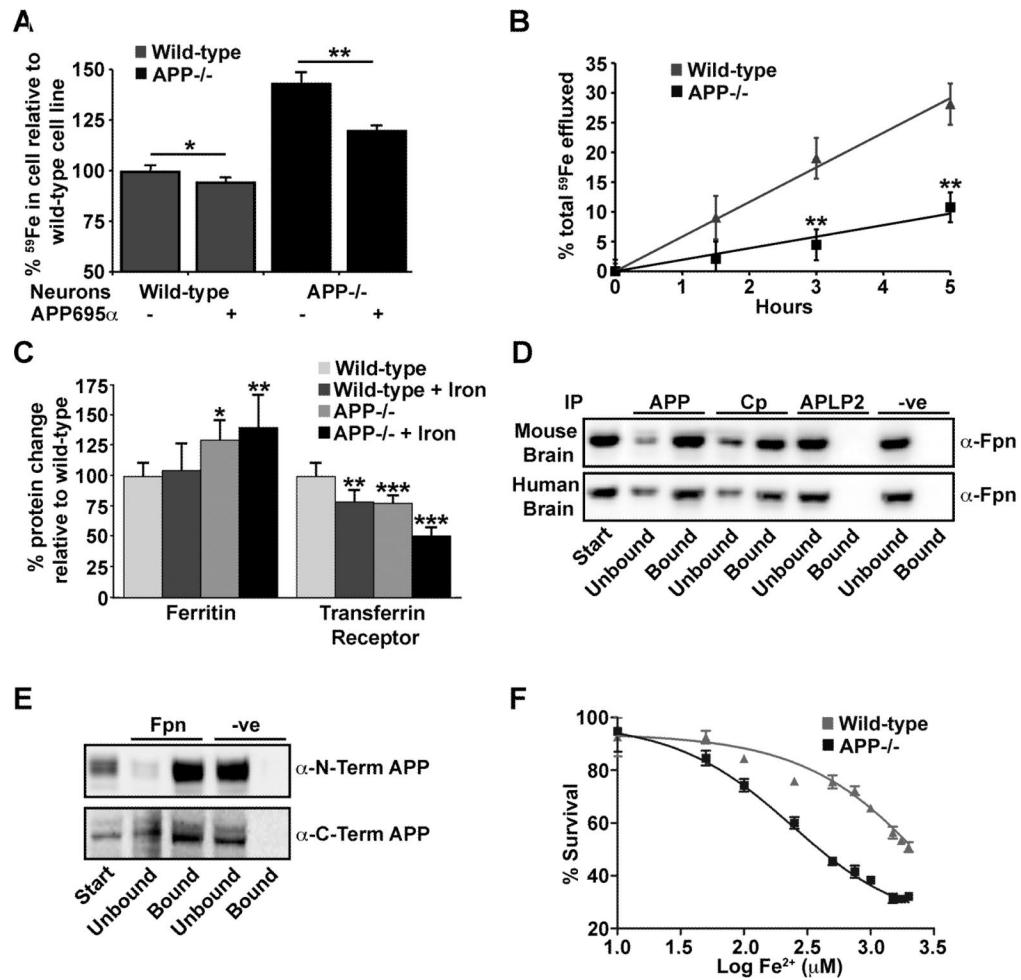 A
Wild-type
APP-/-
% ⁵⁹Fe in cell relative to
wild-type cell line
150
125
100
75
50
*
**
Neurons Wild-type APP-/-
APP695α - + - +
B
Wild-type
APP-/-
% total ⁵⁹Fe effluxed
35
30
25
20
15
10
5
0
**
**
0 1 2 3 4 5
Hours
C
Wild-type
Wild-type + Iron
APP-/-
APP-/- + Iron
% protein change
relative to wild-type
175
150
125
100
75
50
25
0
* ** ** *** ***
Ferritin Transferrin
Receptor
D
IP APP Cp APLP2 -ve
Mouse
Brain
α-Fpn
Human
Brain
α-Fpn
Start Unbound Bound Unbound Bound Unbound Bound Unbound Bound
E
Fpn -ve
α-N-Term APP
α-C-Term APP
Start Unbound Bound Unbound Bound
F
Wild-type
APP-/-
% Survival
100
80
60
40
20
1.0 1.5 2.0 2.5 3.0 3.5
Log Fe²⁺ (μM)